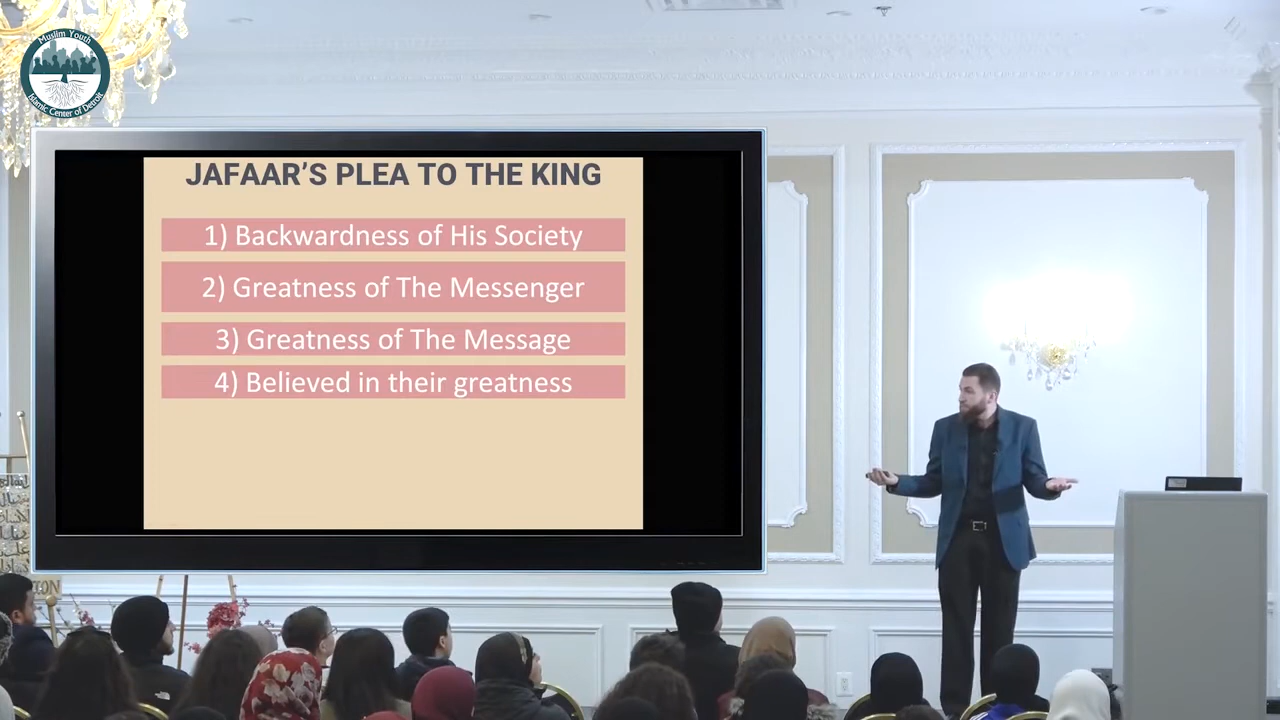 Muslim Youth
Islamic Center of Detroit
JAFAAR’S PLEA TO THE KING
1) Backwardness of His Society
2) Greatness of The Messenger
3) Greatness of The Message
4) Believed in their greatness